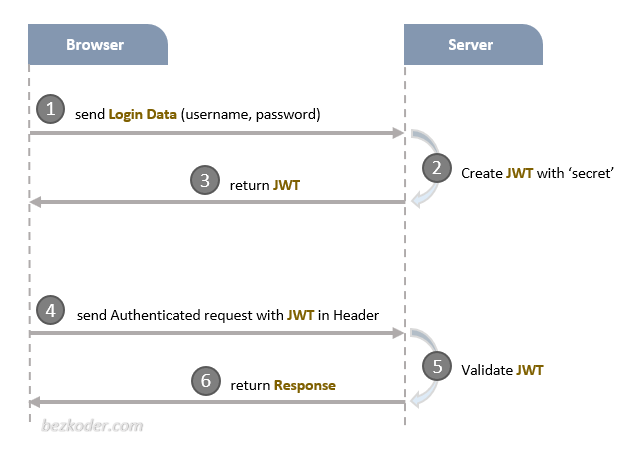 Browser
Server
1
send Login Data (username, password)
2
Create JWT with ‘secret’
3
return JWT
4
send Authenticated request with JWT in Header
5
Validate JWT
6
return Response
bezkoder.com